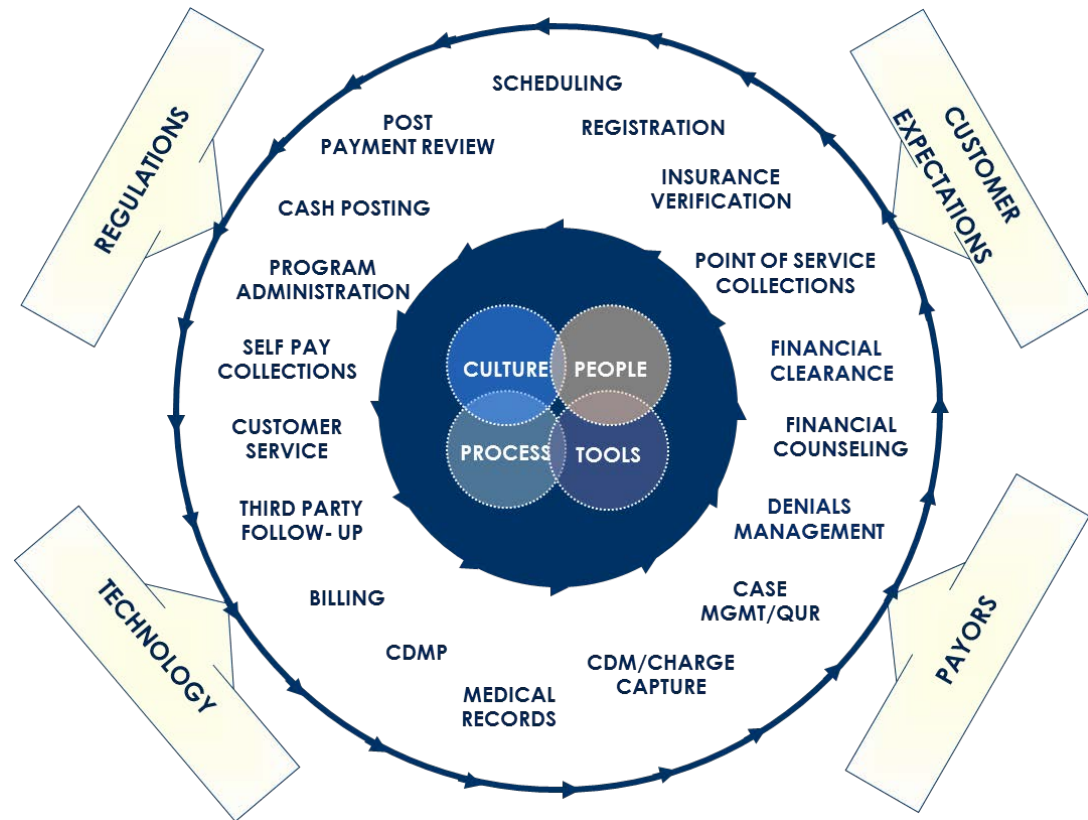 SCHEDULING
REGISTRATION
INSURANCE
VERIFICATION
POINT OF SERVICE
COLLECTIONS
FINANCIAL
CLEARANCE
FINANCIAL
COUNSELING
DENIALS
MANAGEMENT
CASE
MGMT/QUR
CDM/CHARGE
CAPTURE
MEDICAL
RECORDS
CDMP
BILLING
THIRD PARTY
FOLLOW- UP
CUSTOMER
SERVICE
SELF PAY
COLLECTIONS
PROGRAM
ADMINISTRATION
CASH POSTING
POST
PAYMENT REVIEW
CULTURE
PEOPLE
PROCESS
TOOLS
REGULATIONS
CUSTOMER
EXPECTATIONS
TECHNOLOGY
PAYORS